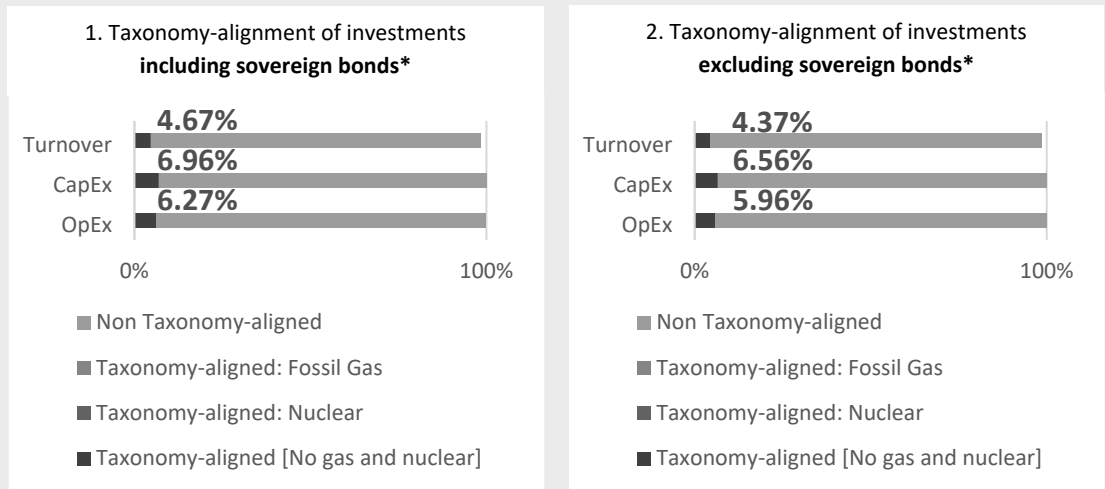 1. Taxonomy-alignment of investments
including sovereign bonds*
4.67%
Turnover
6.96%
CapEx
6.27%
OpEx
0%
100%
Non Taxonomy-aligned
Taxonomy-aligned: Fossil Gas
Taxonomy-aligned: Nuclear
Taxonomy-aligned [No gas and nuclear]
2. Taxonomy-alignment of investments
excluding sovereign bonds*
4.37%
Turnover
6.56%
CapEx
5.96%
OpEx
0%
100%
Non Taxonomy-aligned
Taxonomy-aligned: Fossil Gas
Taxonomy-aligned: Nuclear
Taxonomy-aligned [No gas and nuclear]